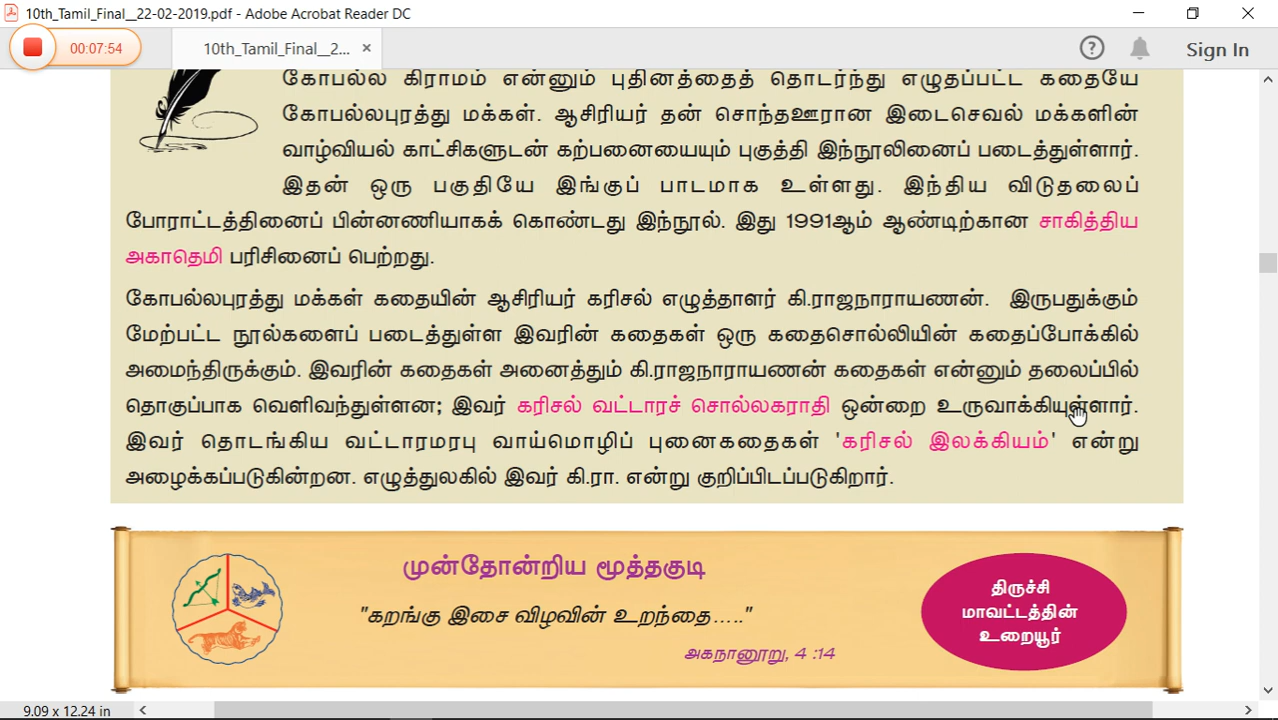 10th_Tamil_Final__22-02-2019.pdf - Adobe Acrobat Reader DC
00:07:54
10th_Tamil_Final__2... ×
? Sign In
கோபல்ல கிராமம் என்னும் புதினத்தைத் தொடர்ந்து எழுதப்பட்ட கதையே
கோபல்லபுரத்து மக்கள். ஆசிரியர் தன் சொந்தஊரான இடைசெவல் மக்களின்
வாழ்வியல் காட்சிகளுடன் கற்பனையையும் புகுத்தி இந்நூலினைப் படைத்துள்ளார்.
இதன் ஒரு பகுதியே இங்குப் பாடமாக உள்ளது. இந்திய விடுதலைப்
போராட்டத்தினைப் பின்னணியாகக் கொண்டது இந்நூல். இது 1991ஆம் ஆண்டிற்கான சாகித்திய
அகாதெமி பரிசினைப் பெற்றது.
கோபல்லபுரத்து மக்கள் கதையின் ஆசிரியர் கரிசல் எழுத்தாளர் கி.ராஜநாராயணன். இருபதுக்கும்
மேற்பட்ட நூல்களைப் படைத்துள்ள இவரின் கதைகள் ஒரு கதைசொல்லியின் கதைப்போக்கில்
அமைந்திருக்கும். இவரின் கதைகள் அனைத்தும் கி.ராஜநாராயணன் கதைகள் என்னும் தலைப்பில்
தொகுப்பாக வெளிவந்துள்ளன; இவர் கரிசல் வட்டாரச் சொல்லகராதி ஒன்றை உருவாக்கியுள்ளார்.
இவர் தொடங்கிய வட்டாரமரபு வாய்மொழிப் புனைகதைகள் 'கரிசல் இலக்கியம்' என்று
அழைக்கப்படுகின்றன. எழுத்துலகில் இவர் கி.ரா. என்று குறிப்பிடப்படுகிறார்.
முன்தோன்றிய மூத்தகுடி
"கறங்கு இசை விழவின் உறந்தை....."
அகநானூறு, 4 :14
திருச்சி
மாவட்டத்தின்
உறையூர்
9.09 x 12.24 in